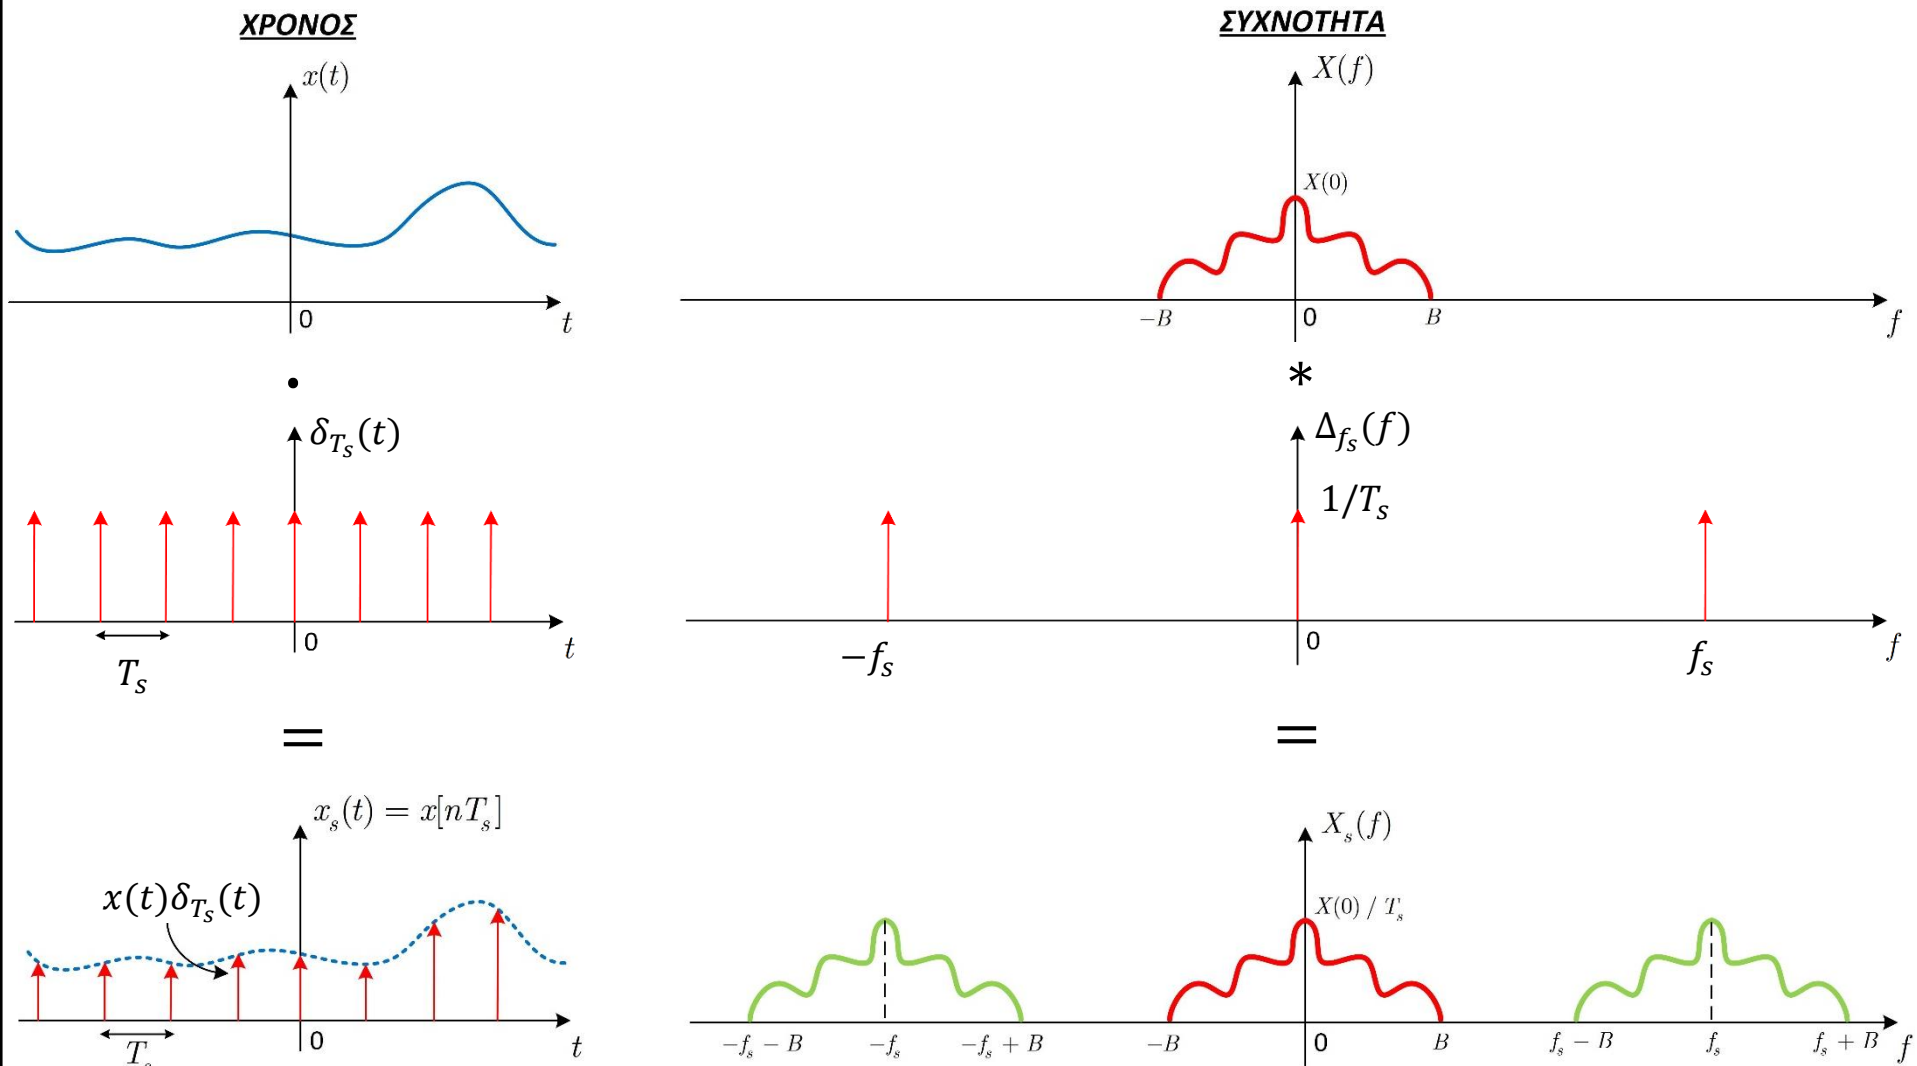 ΧΡΟΝΟΣ
ΣΥΧΝΟΤΗΤΑ
x(t)
0
t
X(f)
X(0)
−B
0
B
f
·
*
δ_{T_s}(t)
0
t
T_s
Δ_{f_s}(f)
1/T_s
0
f
−f_s
f_s
=
=
x_s(t) = x[nT_s]
x(t)δ_{T_s}(t)
0
t
T_s
X_s(f)
X(0) / T_s
−f_s − B
−f_s
−f_s + B
−B
0
B
f_s − B
f_s
f_s + B
f